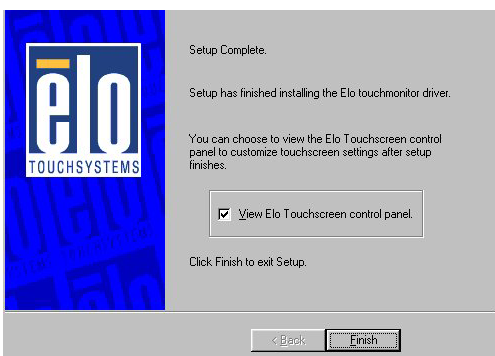 ēlo
TOUCHSYSTEMS
Setup Complete.
Setup has finished installing the Elo touchmonitor driver.
You can choose to view the Elo Touchscreen control
panel to customize touchscreen settings after setup
finishes.
View Elo Touchscreen control panel.
Click Finish to exit Setup.
< Back
Finish